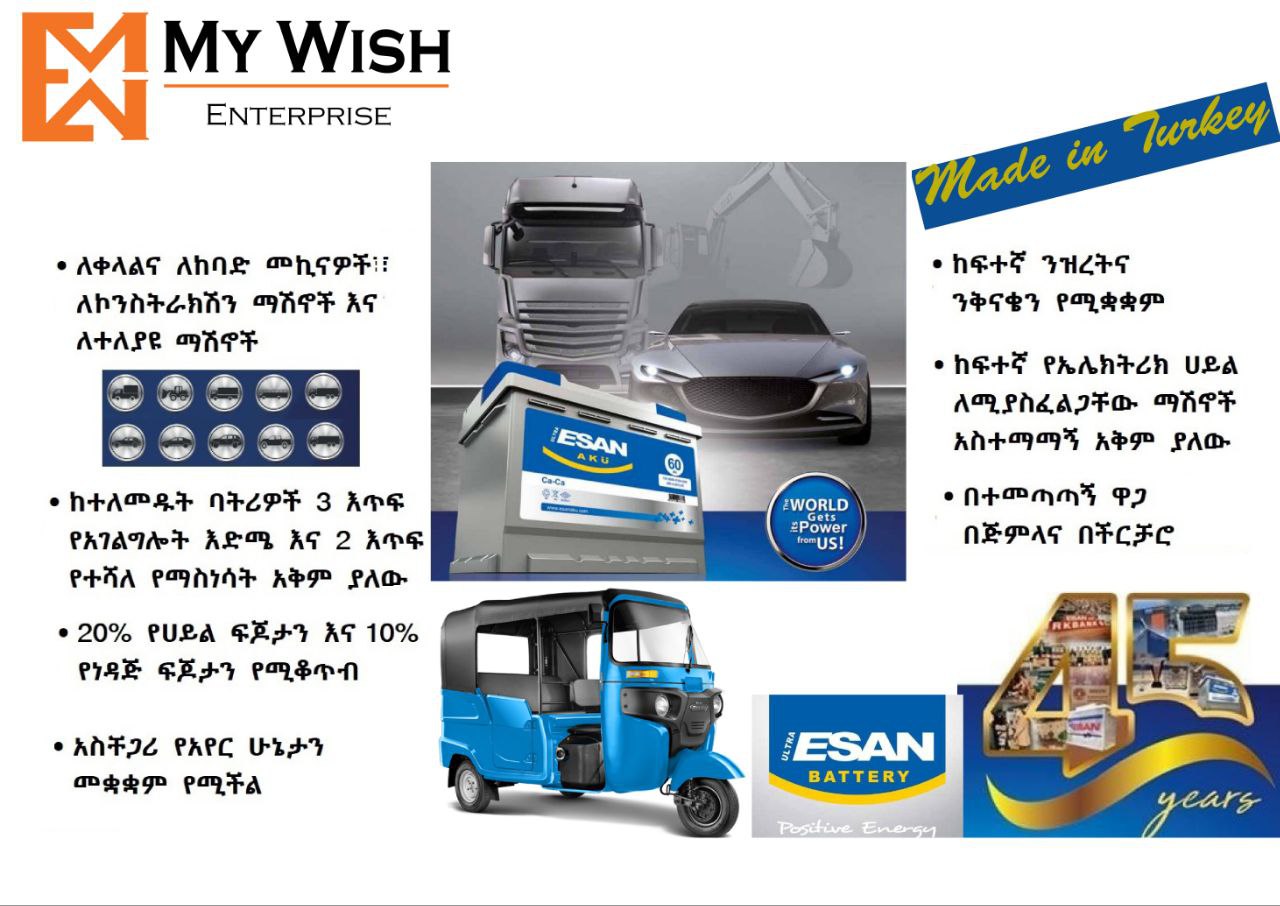 MY WISH
ENTERPRISE
Made in Turkey
• ለቀላልና ለከባድ መኪናዎች፡፡
ለኮንስትራክሽን ማሽኖች እና
ለተለያዩ ማሽኖች
• ከተለመዱት ባትሪዎች 3 እጥፍ
የአገልግሎት እድሜ እና 2 እጥፍ
የተሻለ የማስነሳት አቅም ያለው
• 20% የሀይል ፍጆታን እና 10%
የነዳጅ ፍጆታን የሚቆጥብ
• አስቸጋሪ የአየር ሁኔታን
መቋቋም የሚችል
ULTRA
ESAN
AKÜ
60
Ca-Ca
The WORLD
Gets
its Power
from US!
• ከፍተኛ ንዝረትና
ንቅናቄን የሚቋቋም
• ከፍተኛ የኤሌክትሪክ ሀይል
ለሚያስፈልጋቸው ማሽኖች
አስተማማኝ አቅም ያለው
• በተመጣጣኝ ዋጋ
በጅምላና በችርቻሮ
ULTRA
ESAN
BATTERY
Positive Energy
45
years